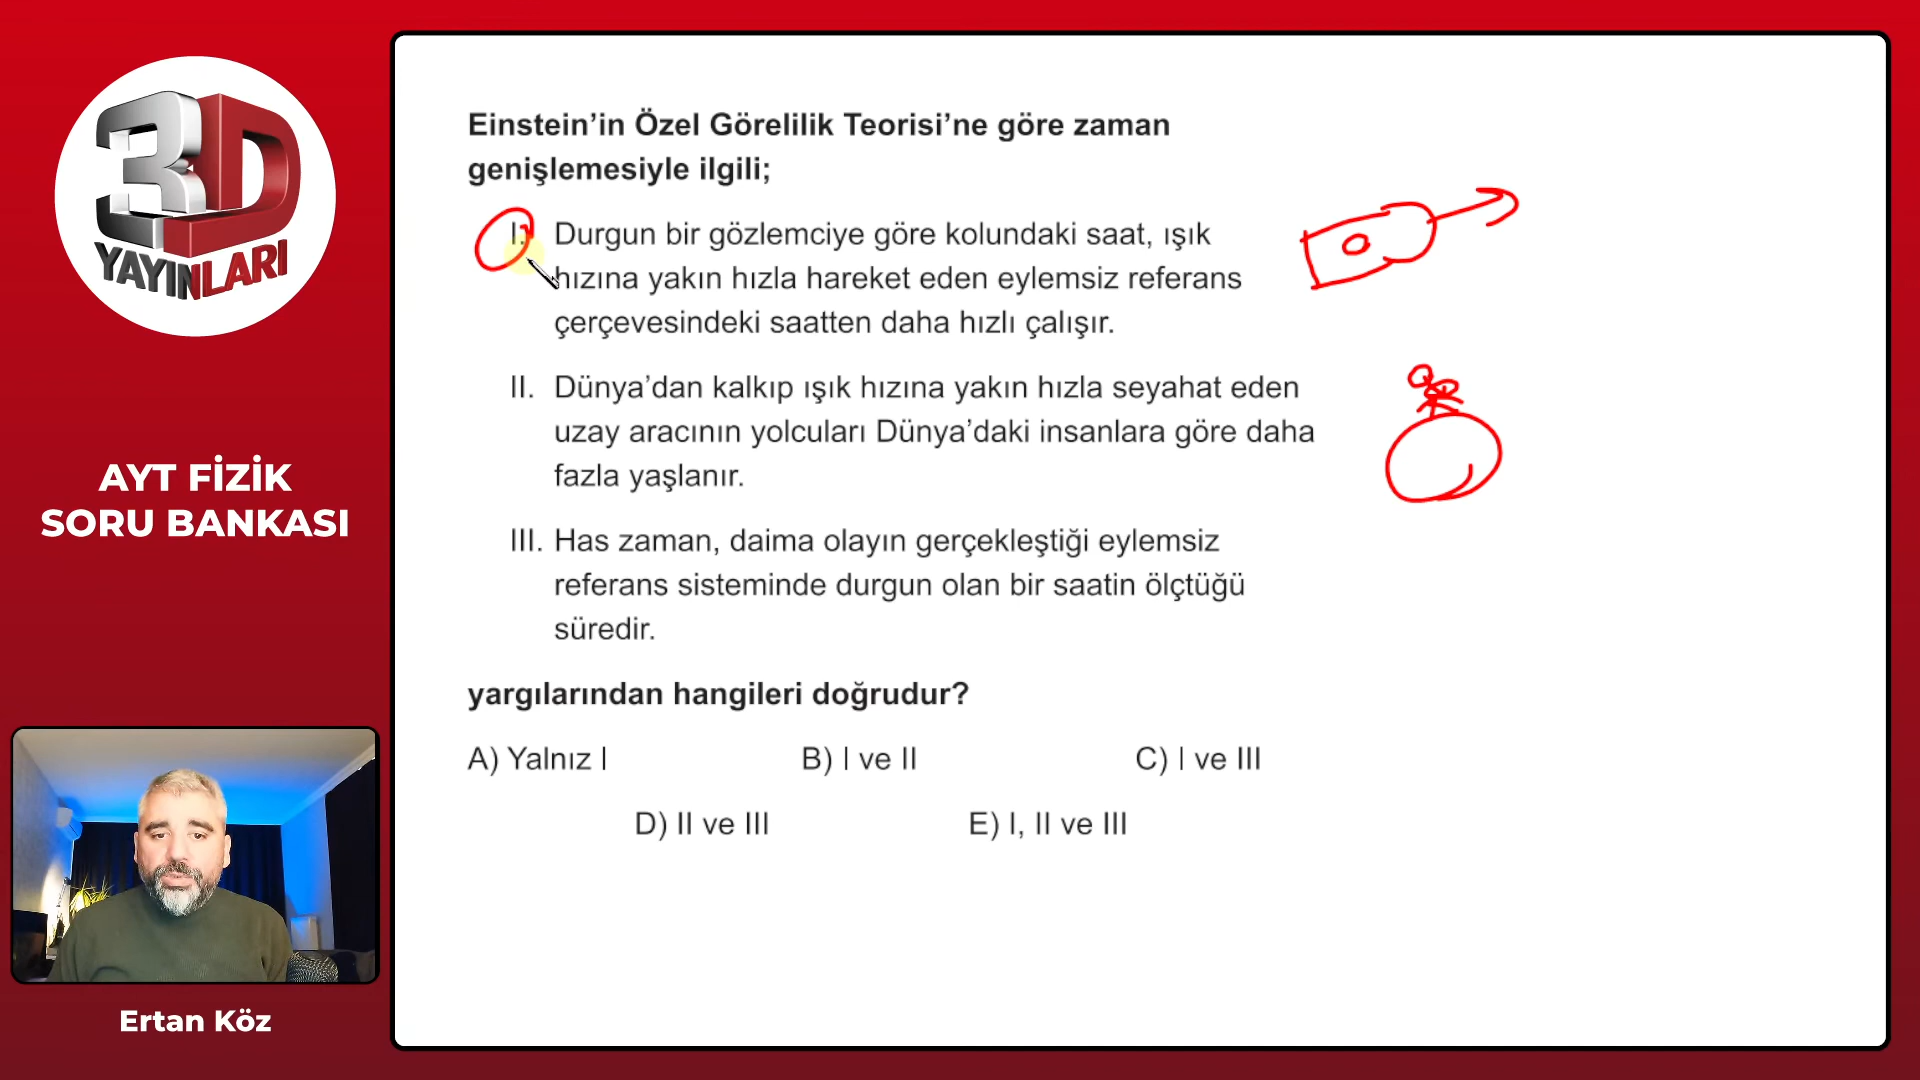 3D
YAYINLARI
AYT FİZİK
SORU BANKASI
Ertan Köz
Einstein’in Özel Görelilik Teorisi’ne göre zaman
genişlemesiyle ilgili;
I. Durgun bir gözlemciye göre kolundaki saat, ışık
hızına yakın hızla hareket eden eylemsiz referans
çerçevesindeki saatten daha hızlı çalışır.
II. Dünya’dan kalkıp ışık hızına yakın hızla seyahat eden
uzay aracının yolcuları Dünya’daki insanlara göre daha
fazla yaşlanır.
III. Has zaman, daima olayın gerçekleştiği eylemsiz
referans sisteminde durgun olan bir saatin ölçtüğü
süredir.
yargılarından hangileri doğrudur?
A) Yalnız I B) I ve II C) I ve III
D) II ve III E) I, II ve III